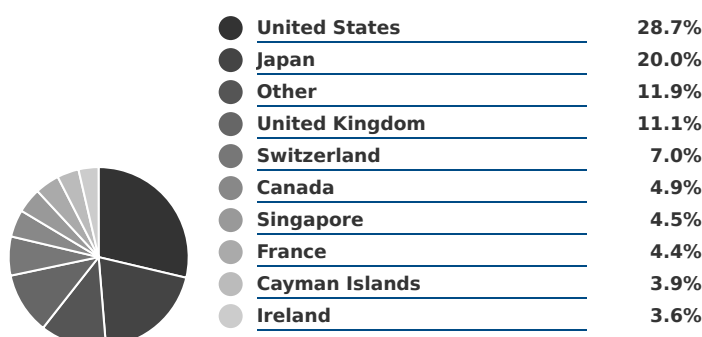 United States 28.7%
Japan 20.0%
Other 11.9%
United Kingdom 11.1%
Switzerland 7.0%
Canada 4.9%
Singapore 4.5%
France 4.4%
Cayman Islands 3.9%
Ireland 3.6%